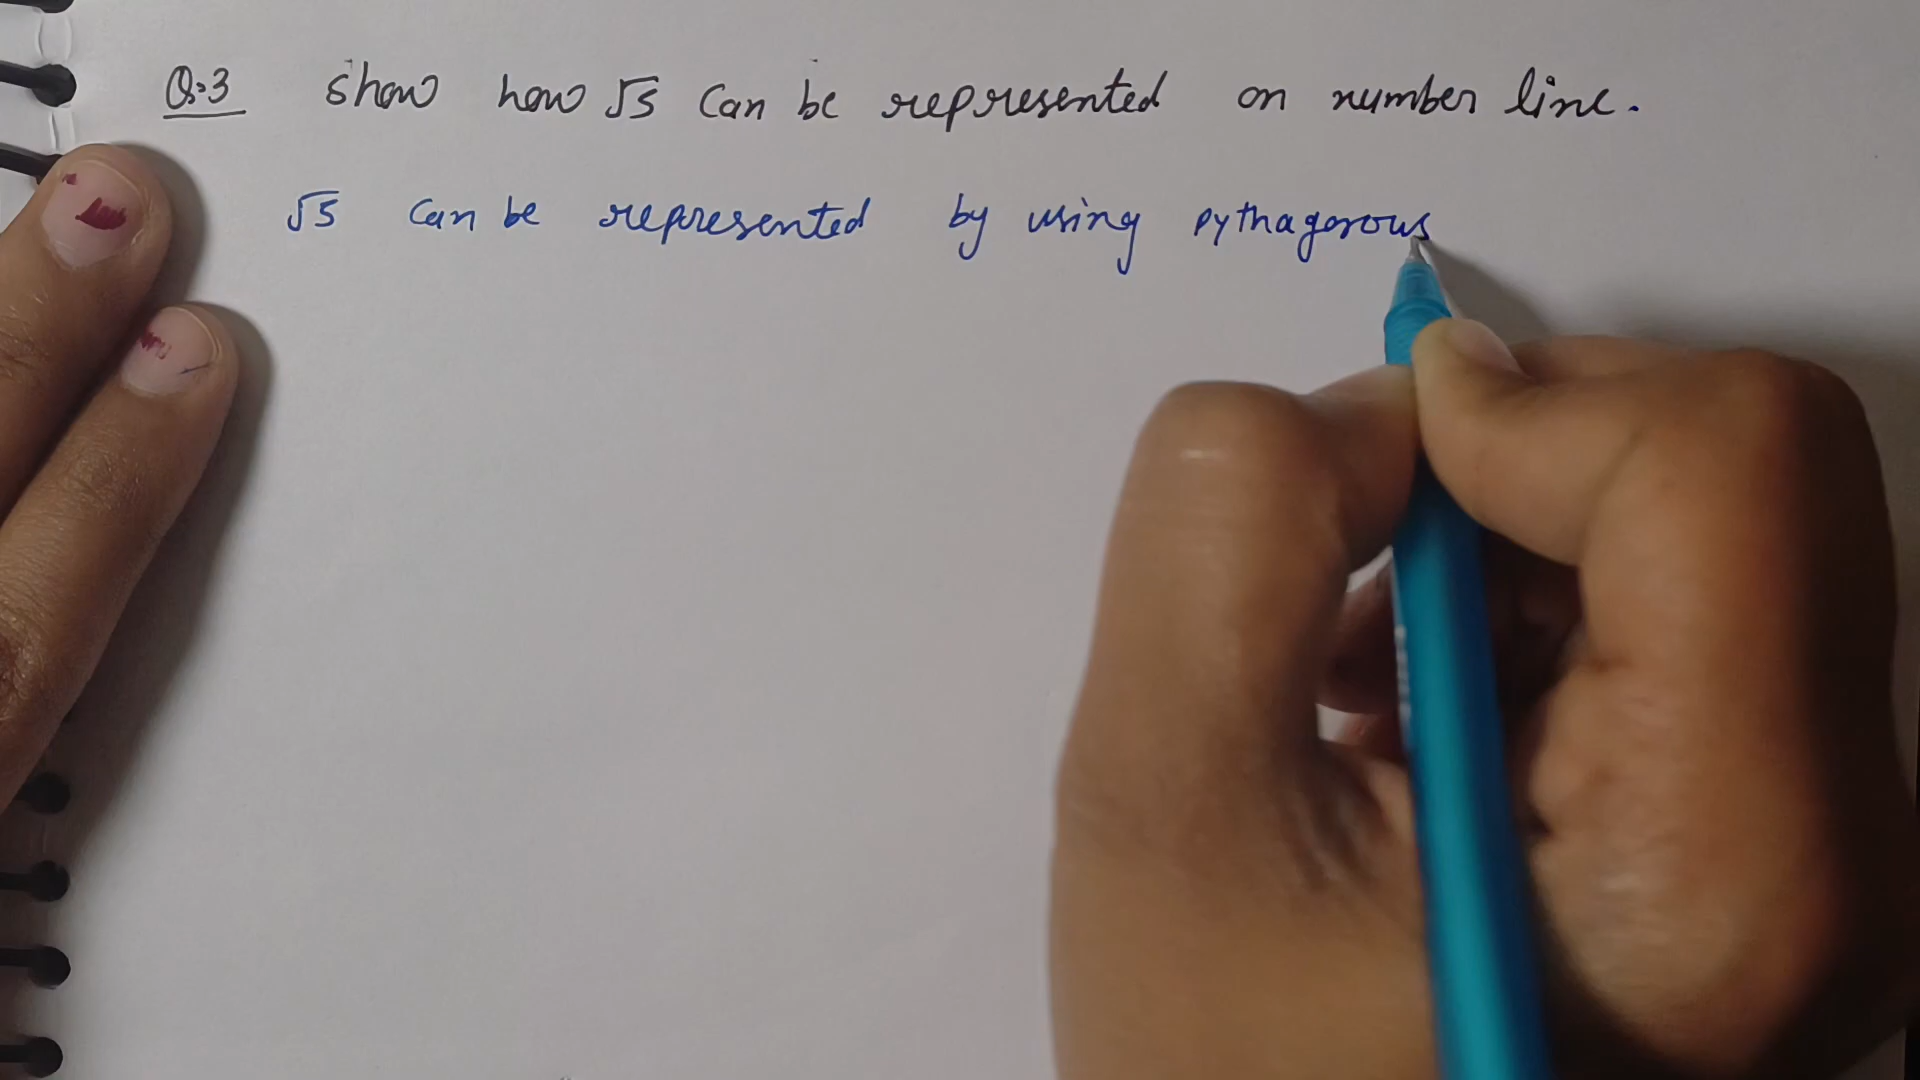 Q.3 Show how √5 can be represented on number line.
√5 can be represented by using pythagorous